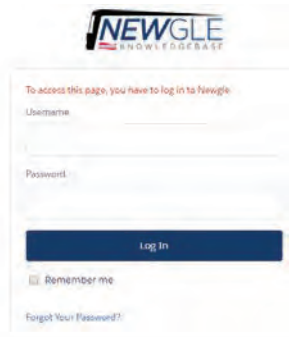 NEWGLE
KNOWLEDGEBASE
To access this page, you have to log in to Newgle
Username
Password
Log In
Remember me
Forgot Your Password?